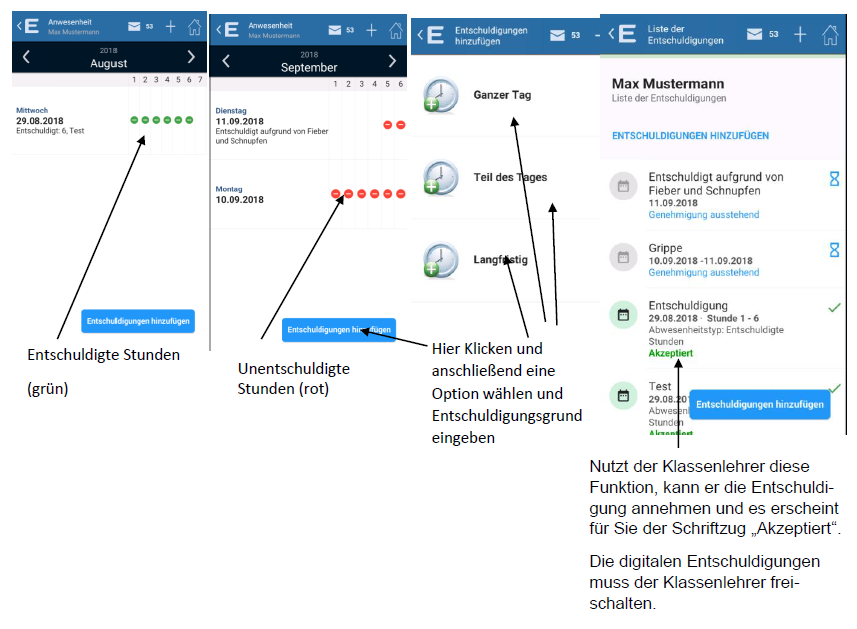 Anwesenheit
Max Mustermann
53
2018
August
1 2 3 4 5 6 7
Mittwoch
29.08.2018
Entschuldigt: 6, Test
Entschuldigungen hinzufügen
Entschuldigte Stunden
(grün)
Anwesenheit
Max Mustermann
53
2018
September
1 2 3 4 5 6
Dienstag
11.09.2018
Entschuldigt aufgrund von Fieber
und Schnupfen
Montag
10.09.2018
Entschuldigungen hinzufügen
Unentschuldigte
Stunden (rot)
Entschuldigungen
hinzufügen
53
Ganzer Tag
Teil des Tages
Langfristig
Hier Klicken und
anschließend eine
Option wählen und
Entschuldigungsgrund
eingeben
Liste der
Entschuldigungen
53
Max Mustermann
Liste der Entschuldigungen
ENTSCHULDIGUNGEN HINZUFÜGEN
Entschuldigt aufgrund von
Fieber und Schnupfen
11.09.2018
Genehmigung ausstehend
Grippe
10.09.2018 -11.09.2018
Genehmigung ausstehend
Entschuldigung
29.08.2018 · Stunde 1 - 6
Abwesenheitstyp: Entschuldigte
Stunden
Akzeptiert
Test
29.08.20
Abwesen
Stunden
Akzeptiert
Entschuldigungen hinzufügen
Nutzt der Klassenlehrer diese
Funktion, kann er die Entschuldi-
gung annehmen und es erscheint
für Sie der Schriftzug „Akzeptiert“.
Die digitalen Entschuldigungen
muss der Klassenlehrer frei-
schalten.